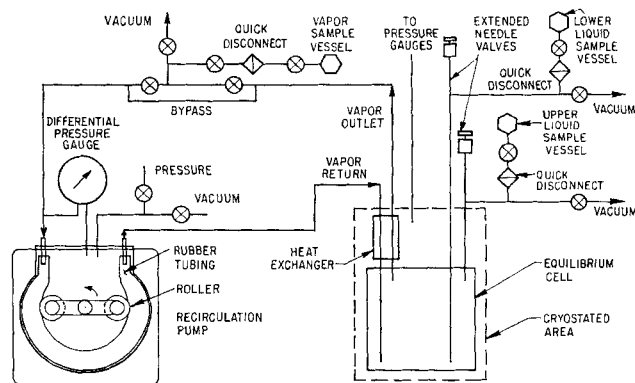 VACUUM
QUICK
DISCONNECT
VAPOR
SAMPLE
VESSEL
TO
PRESSURE
GAUGES
EXTENDED
NEEDLE
VALVES
LOWER
LIQUID
SAMPLE
VESSEL
QUICK
DISCONNECT
VACUUM
BYPASS
DIFFERENTIAL
PRESSURE
GAUGE
VAPOR
OUTLET
UPPER
LIQUID
SAMPLE
VESSEL
PRESSURE
VACUUM
VAPOR
RETURN
QUICK
DISCONNECT
VACUUM
RUBBER
TUBING
ROLLER
RECIRCULATION
PUMP
HEAT
EXCHANGER
EQUILIBRIUM
CELL
CRYOSTATED
AREA